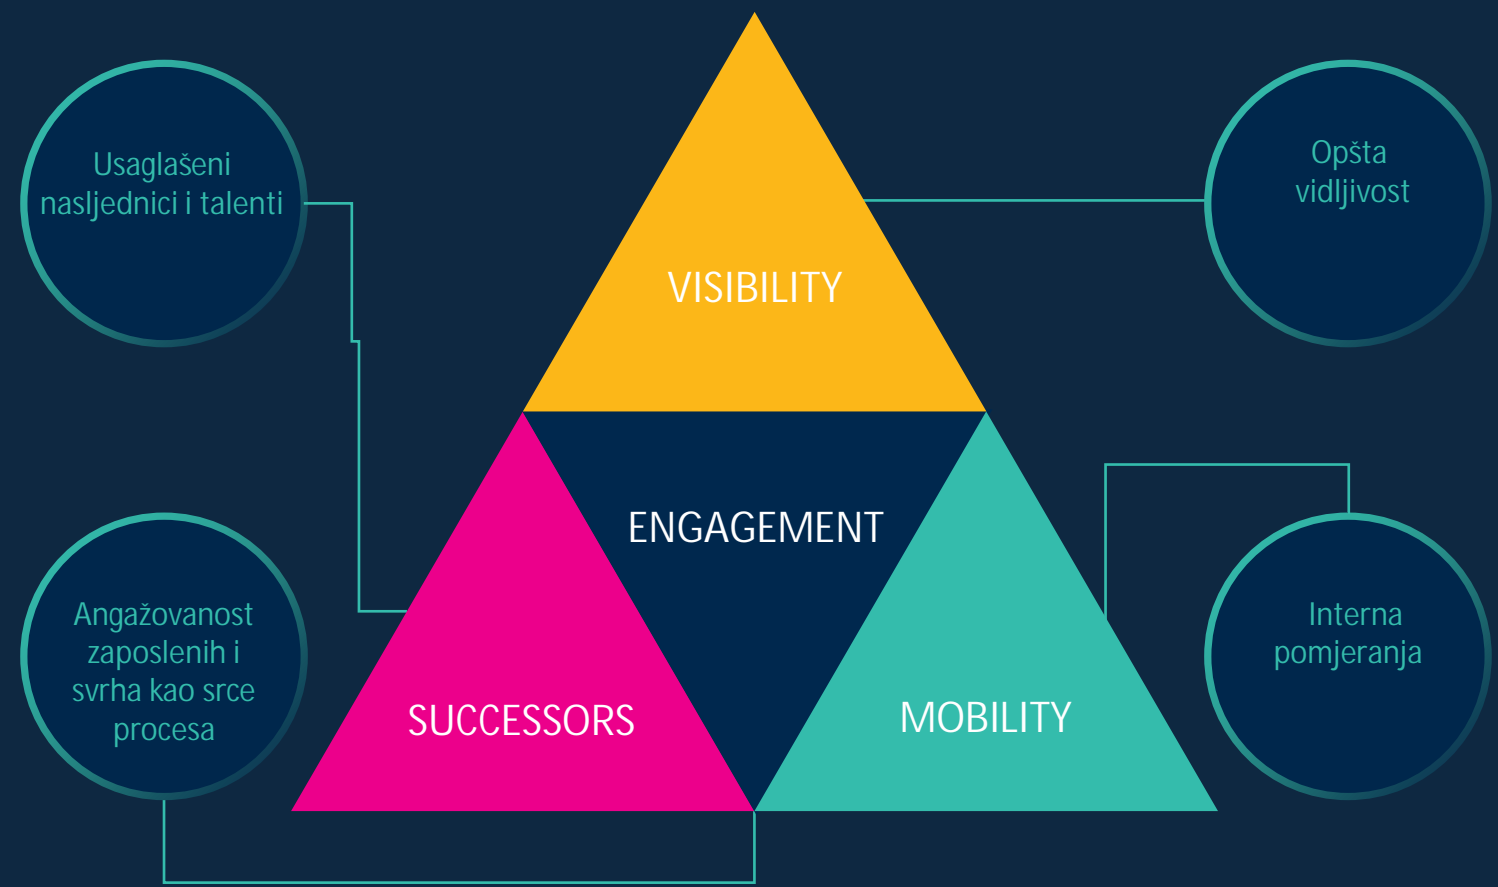 Usaglašeni
nasljednici i talenti
Opšta
vidljivost
VISIBILITY
ENGAGEMENT
Angažovanost
zaposlenih i
svrha kao srce
procesa
SUCCESSORS
MOBILITY
Interna
pomjeranja